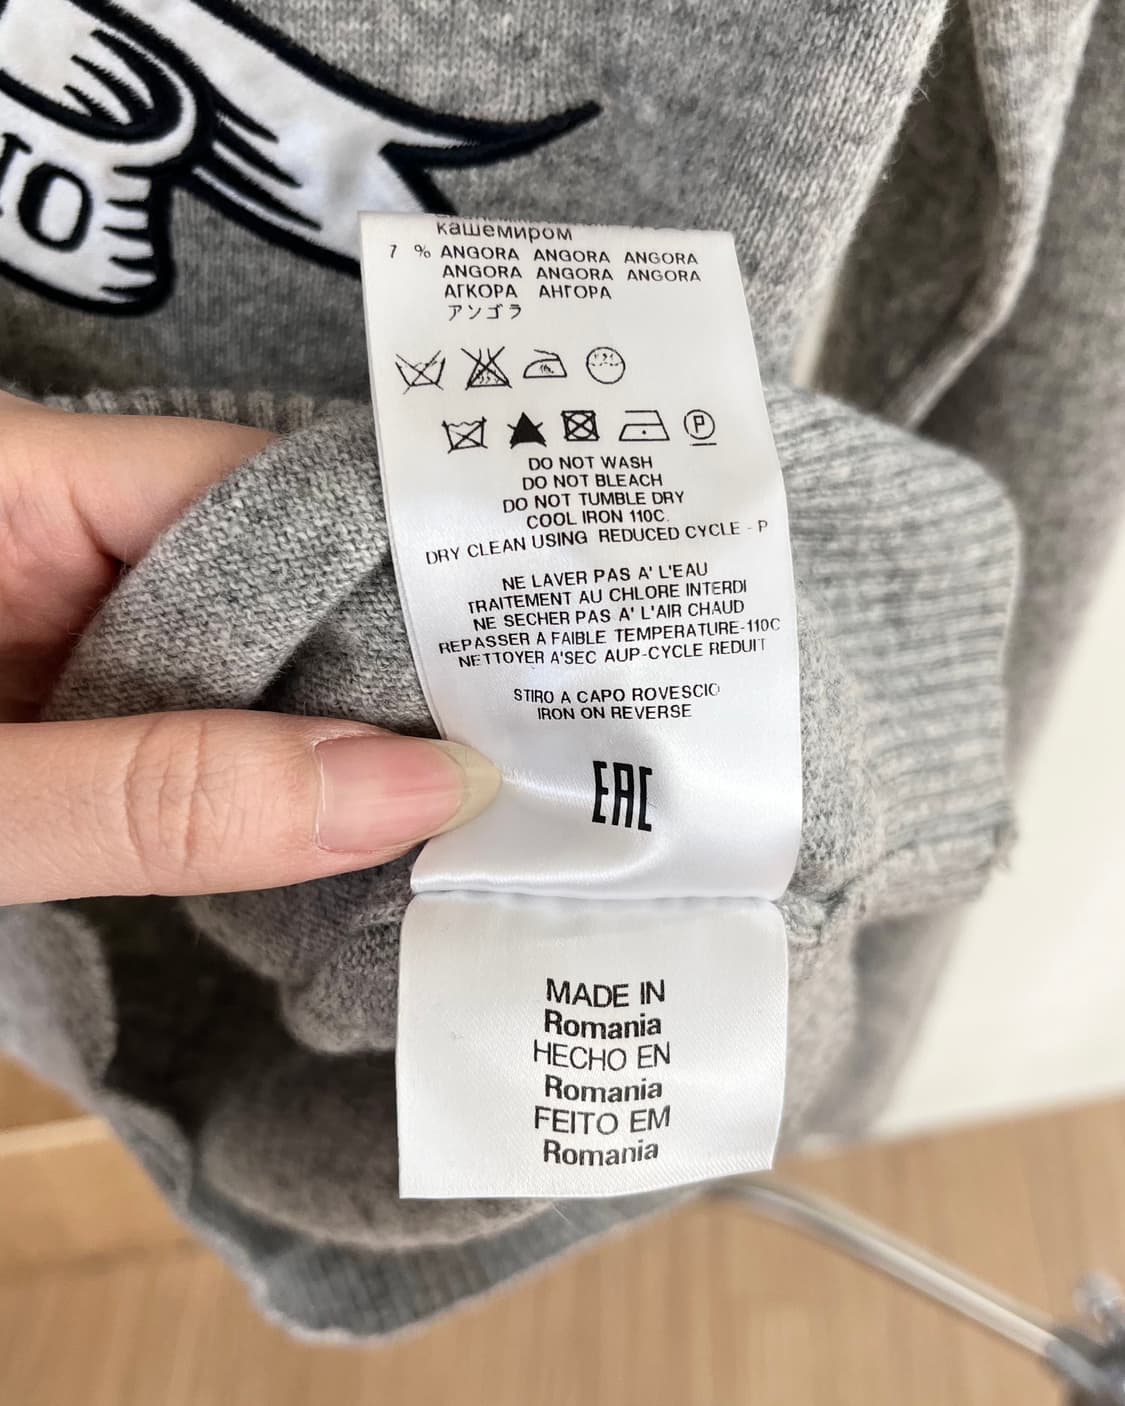 IO
кашемиром
7 % ANGORA ANGORA ANGORA
ANGORA ANGORA ANGORA
ΑΓΚΟΡΑ АНГОРА
アンゴラ
P
DO NOT WASH
DO NOT BLEACH
DO NOT TUMBLE DRY
COOL IRON 110C.
DRY CLEAN USING REDUCED CYCLE - P
NE LAVER PAS A' L'EAU
TRAITEMENT AU CHLORE INTERDI
NE SECHER PAS A' L'AIR CHAUD
REPASSER A FAIBLE TEMPERATURE-110C
NETTOYER A'SEC AUP-CYCLE REDUIT
STIRO A CAPO ROVESCIO
IRON ON REVERSE
EAC
MADE IN
Romania
HECHO EN
Romania
FEITO EM
Romania